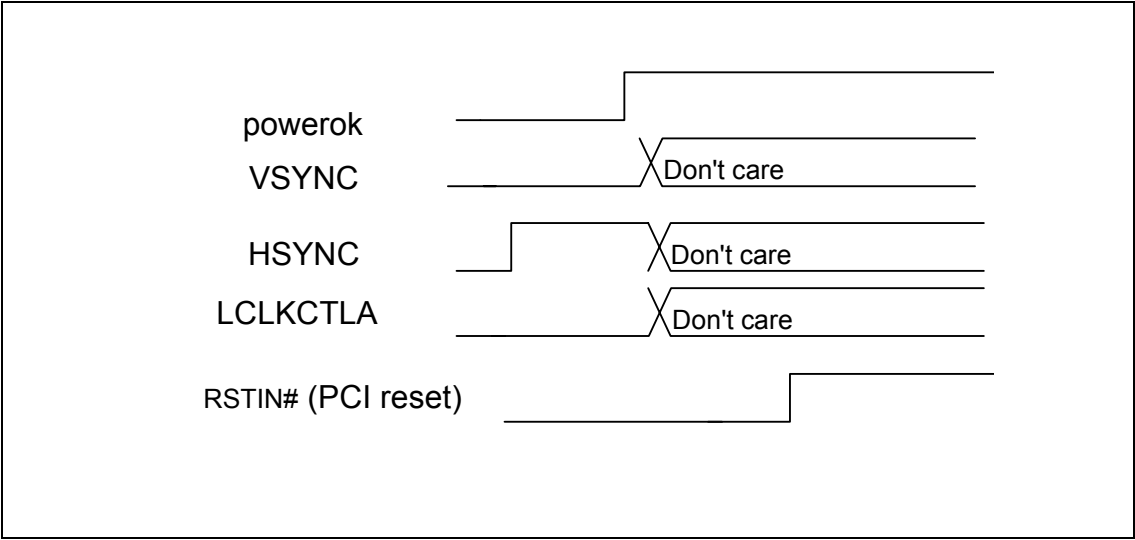 powerok
VSYNC Don't care
HSYNC Don't care
LCLKCTLA Don't care
RSTIN# (PCI reset)